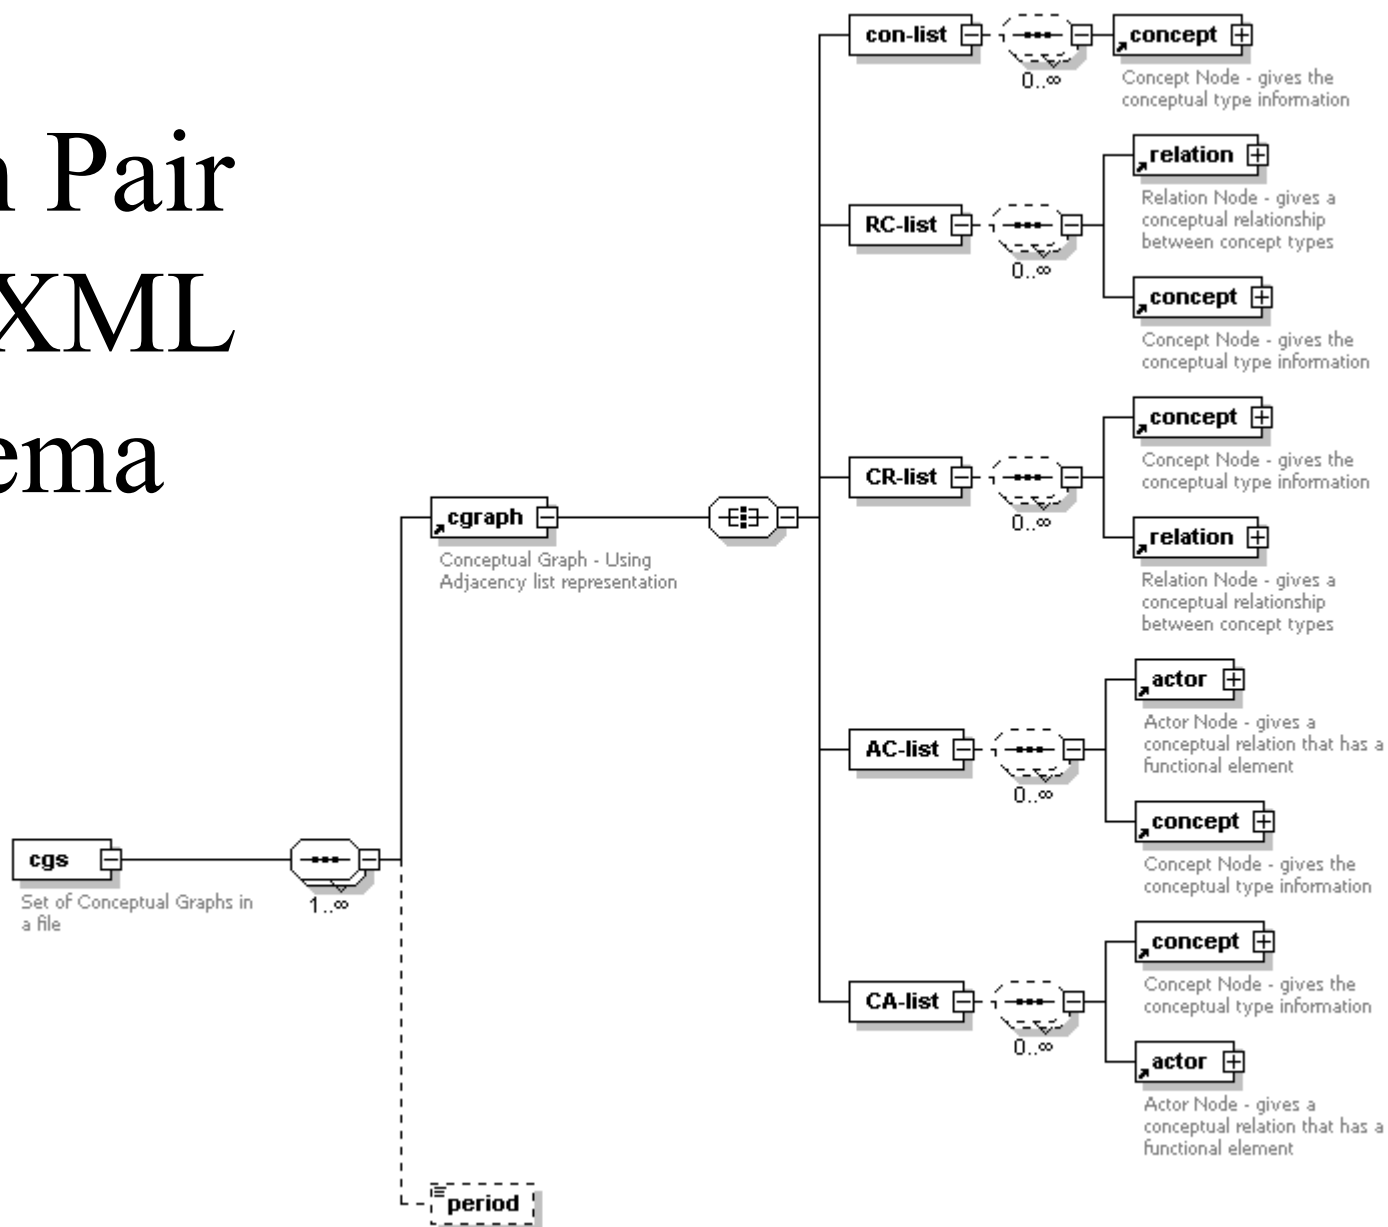 n Pair
XML
ema
con-list
0..∞
concept
Concept Node - gives the
conceptual type information
relation
Relation Node - gives a
conceptual relationship
between concept types
RC-list
0..∞
concept
Concept Node - gives the
conceptual type information
concept
Concept Node - gives the
conceptual type information
CR-list
0..∞
relation
Relation Node - gives a
conceptual relationship
between concept types
cgraph
Conceptual Graph - Using
Adjacency list representation
actor
Actor Node - gives a
conceptual relation that has a
functional element
AC-list
0..∞
concept
Concept Node - gives the
conceptual type information
cgs
Set of Conceptual Graphs in
a file
1..∞
concept
Concept Node - gives the
conceptual type information
CA-list
0..∞
actor
Actor Node - gives a
conceptual relation that has a
functional element
period